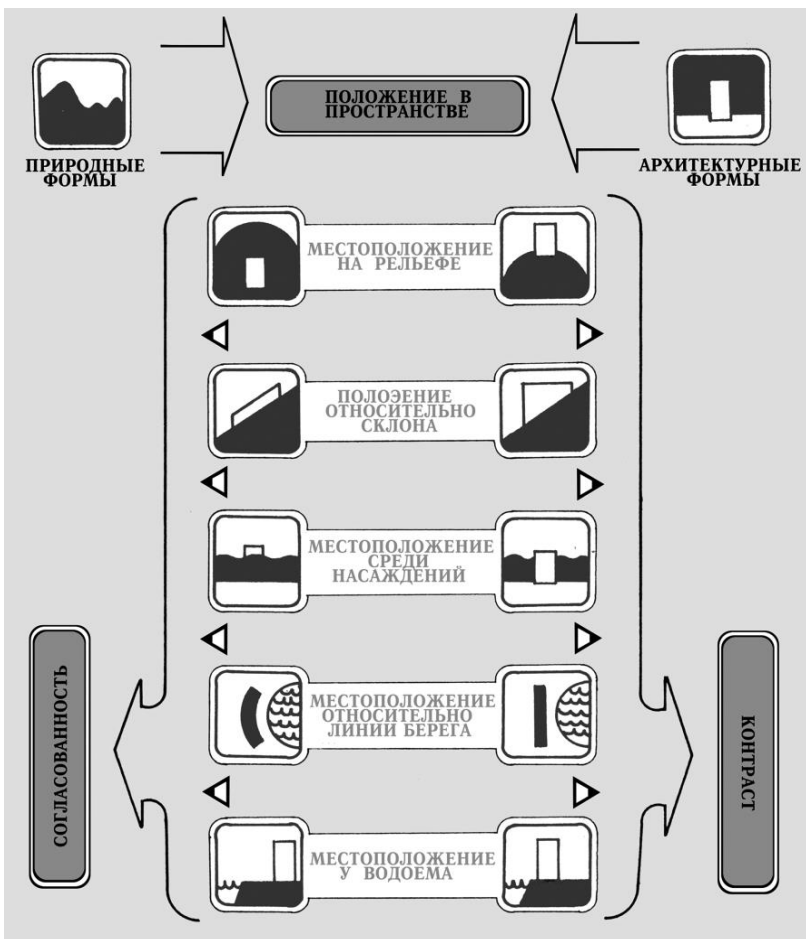 ПОЛОЖЕНИЕ В
ПРОСТРАНСТВЕ
ПРИРОДНЫЕ
ФОРМЫ
АРХИТЕКТУРНЫЕ
ФОРМЫ
МЕСТОПОЛОЖЕНИЕ
НА РЕЛЬЕФЕ
ПОЛОЭЕНИЕ
ОТНОСИТЕЛЬНО
СКЛОНА
МЕСТОПОЛОЖЕНИЕ
СРЕДИ
НАСАЖДЕНИЙ
МЕСТОПОЛОЖЕНИЕ
ОТНОСИТЕЛЬНО
ЛИНИИ БЕРЕГА
МЕСТОПОЛОЖЕНИЕ
У ВОДОЕМА
СОГЛАСОВАННОСТЬ
КОНТРАСТ